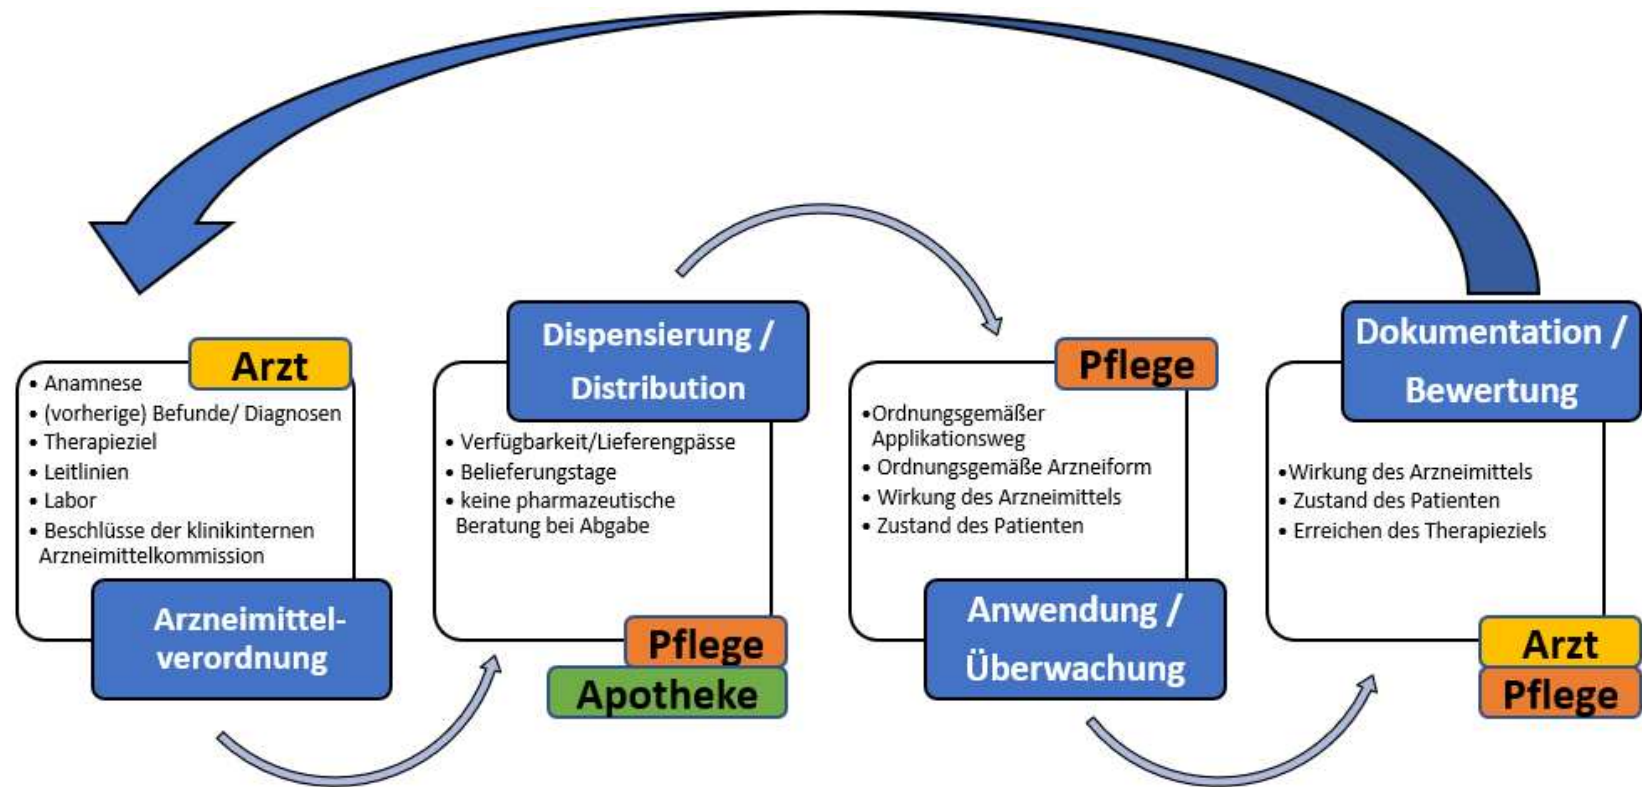 Arzt
• Anamnese
• (vorherige) Befunde/ Diagnosen
• Therapieziel
• Leitlinien
• Labor
• Beschlüsse der klinikinternen
Arzneimittelkommission
Arzneimittel-
verordnung
Dispensierung /
Distribution
• Verfügbarkeit/Lieferengpässe
• Belieferungstage
• keine pharmazeutische
Beratung bei Abgabe
Pflege
Apotheke
Pflege
•Ordnungsgemäßer
Applikationsweg
• Ordnungsgemäße Arzneiform
• Wirkung des Arzneimittels
• Zustand des Patienten
Anwendung /
Überwachung
Dokumentation /
Bewertung
•Wirkung des Arzneimittels
• Zustand des Patienten
• Erreichen des Therapieziels
Arzt
Pflege